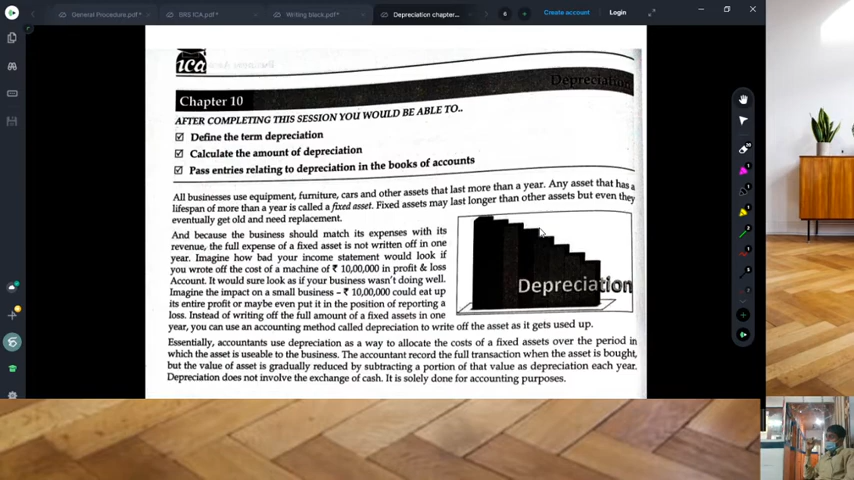 General Procedure.pdf*
BRS ICA.pdf*
Writing black.pdf*
Depreciation chapter...
6
Create account
Login
ica
Depreciation
Chapter 10
AFTER COMPLETING THIS SESSION YOU WOULD BE ABLE TO..
☑ Define the term depreciation
☑ Calculate the amount of depreciation
☑ Pass entries relating to depreciation in the books of accounts
All businesses use equipment, furniture, cars and other assets that last more than a year. Any asset that has a
lifespan of more than a year is called a fixed asset. Fixed assets may last longer than other assets but even they
eventually get old and need replacement.
And because the business should match its expenses with its
revenue, the full expense of a fixed asset is not written off in one
year. Imagine how bad your income statement would look if
you wrote off the cost of a machine of ₹ 10,00,000 in profit & loss
Account. It would sure look as if your business wasn't doing well.
Imagine the impact on a small business – ₹ 10,00,000 could eat up
its entire profit or maybe even put it in the position of reporting a
loss. Instead of writing off the full amount of a fixed assets in one
year, you can use an accounting method called depreciation to write off the asset as it gets used up.
Depreciation
Essentially, accountants use depreciation as a way to allocate the costs of a fixed assets over the period in
which the asset is useable to the business. The accountant record the full transaction when the asset is bought,
but the value of asset is gradually reduced by subtracting a portion of that value as depreciation each year.
Depreciation does not involve the exchange of cash. It is solely done for accounting purposes.